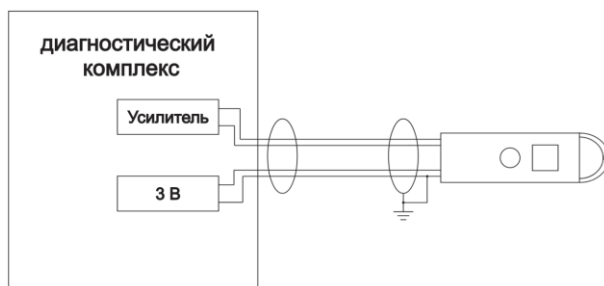 диагностический
комплекс
Усилитель
3 В